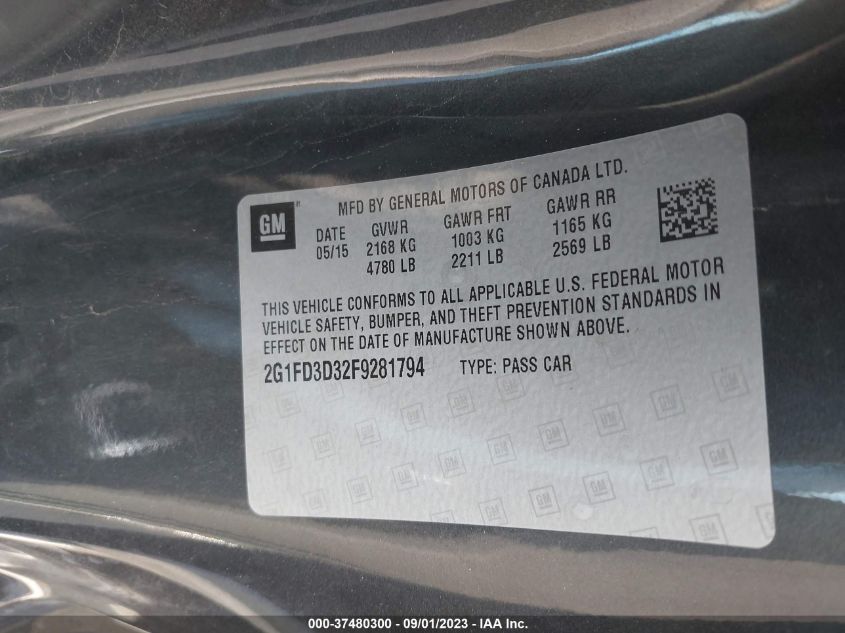 GM
MFD BY GENERAL MOTORS OF CANADA LTD.
DATE GVWR GAWR FRT GAWR RR
05/15 2168 KG 1003 KG 1165 KG
4780 LB 2211 LB 2569 LB
THIS VEHICLE CONFORMS TO ALL APPLICABLE U.S. FEDERAL MOTOR
VEHICLE SAFETY, BUMPER, AND THEFT PREVENTION STANDARDS IN
EFFECT ON THE DATE OF MANUFACTURE SHOWN ABOVE.
2G1FD3D32F9281794 TYPE: PASS CAR
000-37480300 - 09/01/2023 - IAA Inc.